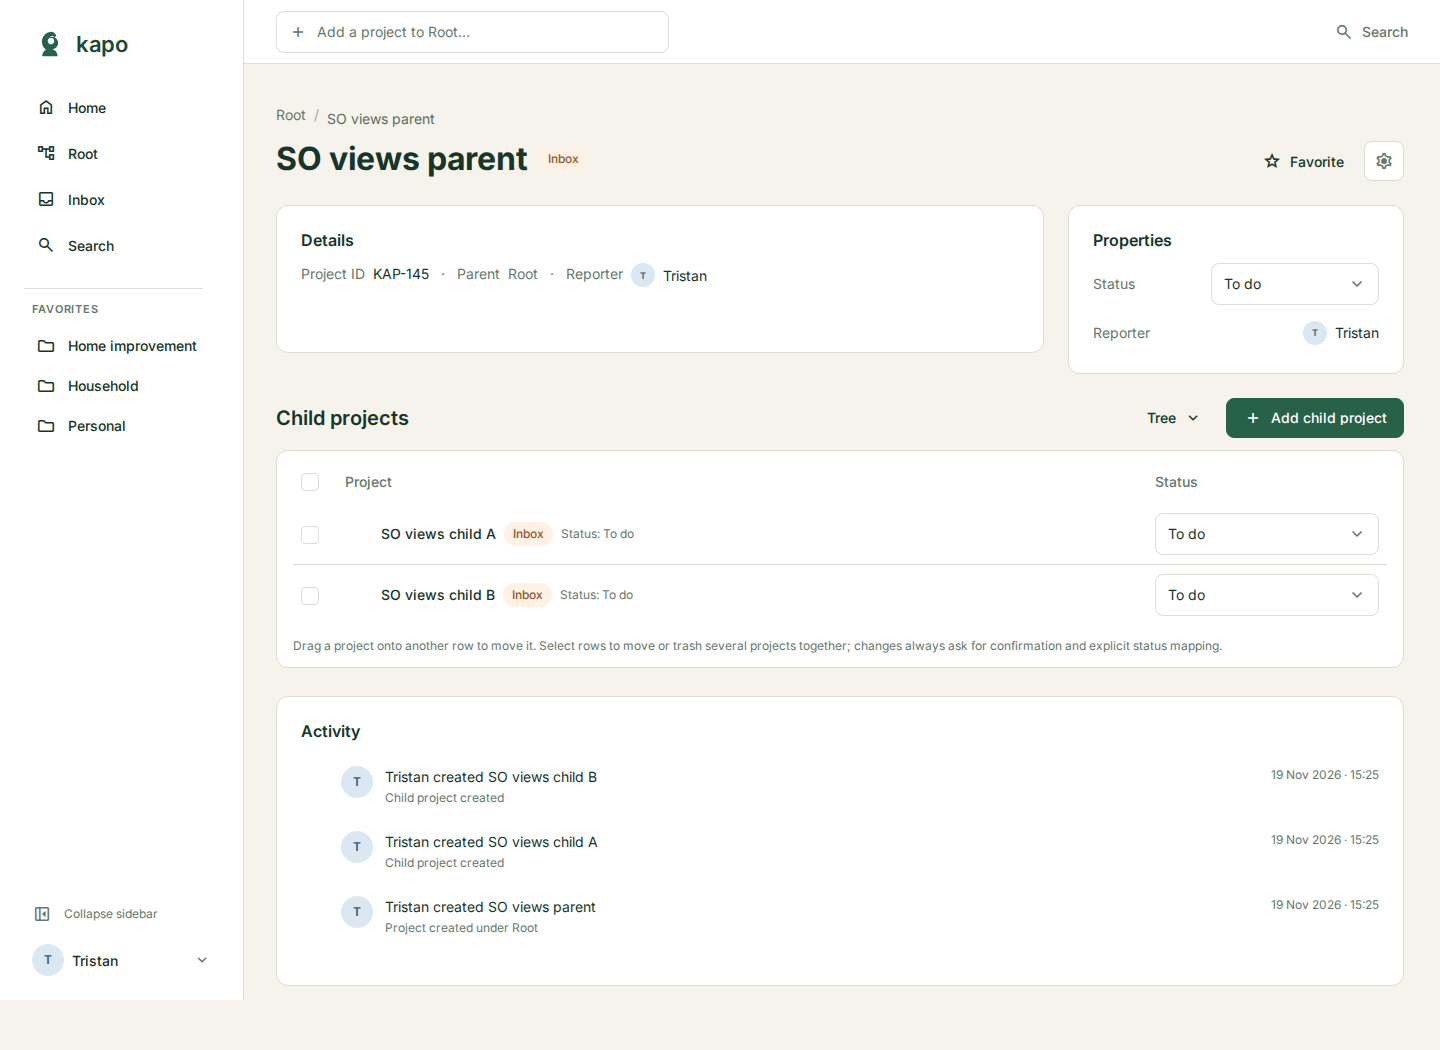 kapo
Home
Root
Inbox
Search
FAVORITES
Home improvement
Household
Personal
Collapse sidebar
T Tristan
Add a project to Root...
Search
Root / SO views parent
SO views parent Inbox
Favorite
Details
Project ID KAP-145 · Parent Root · Reporter T Tristan
Properties
Status To do
Reporter T Tristan
Child projects
Tree
Add child project
Project Status
SO views child A Inbox Status: To do To do
SO views child B Inbox Status: To do To do
Drag a project onto another row to move it. Select rows to move or trash several projects together; changes always ask for confirmation and explicit status mapping.
Activity
T Tristan created SO views child B 19 Nov 2026 · 15:25
Child project created
T Tristan created SO views child A 19 Nov 2026 · 15:25
Child project created
T Tristan created SO views parent 19 Nov 2026 · 15:25
Project created under Root